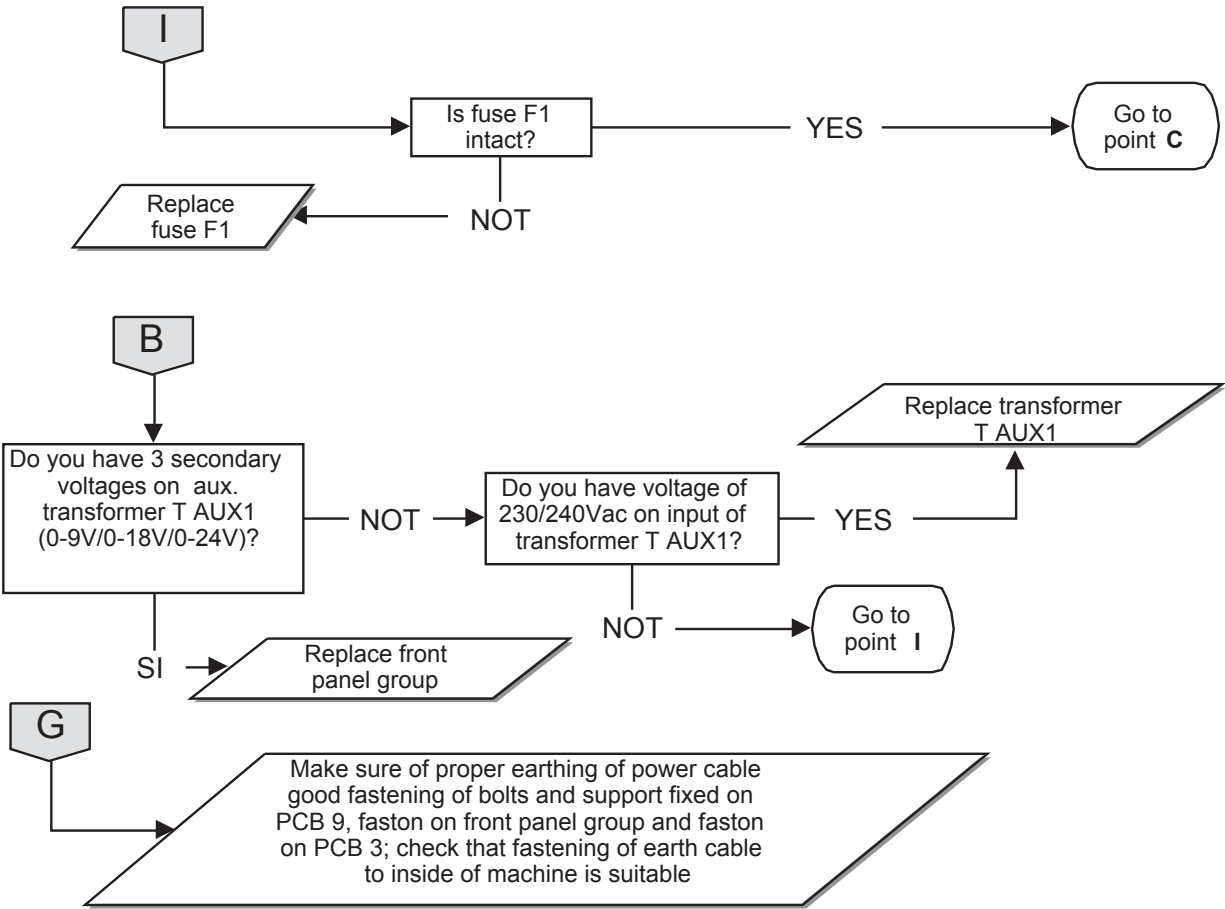 I
Is fuse F1
intact?
YES
Go to
point C
NOT
Replace
fuse F1
B
Do you have 3 secondary
voltages on aux.
transformer T AUX1
(0-9V/0-18V/0-24V)?
NOT
Do you have voltage of
230/240Vac on input of
transformer T AUX1?
YES
Replace transformer
T AUX1
NOT
Go to
point I
SI
Replace front
panel group
G
Make sure of proper earthing of power cable
good fastening of bolts and support fixed on
PCB 9, faston on front panel group and faston
on PCB 3; check that fastening of earth cable
to inside of machine is suitable